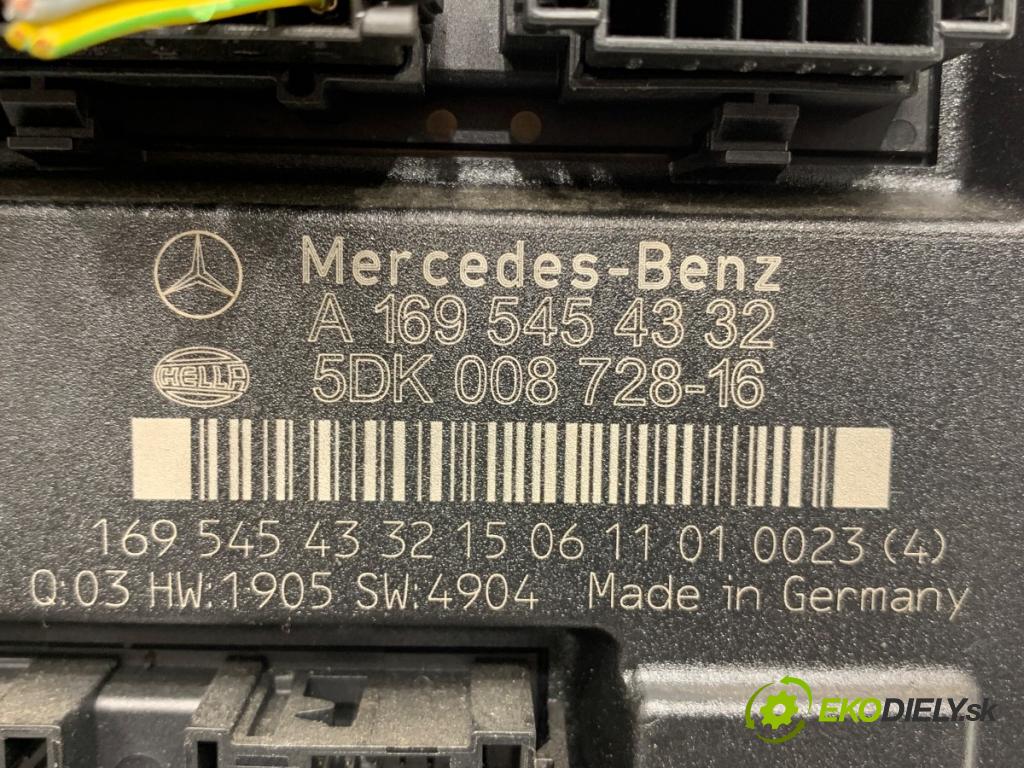 Mercedes-Benz
A 169 545 43 32
HELLA
5DK 008 728-16
169 545 43 32 15 06 11 01 0023 (4)
Q:03 HW:1905 SW:4904 Made in Germany
EKODIELY.sk